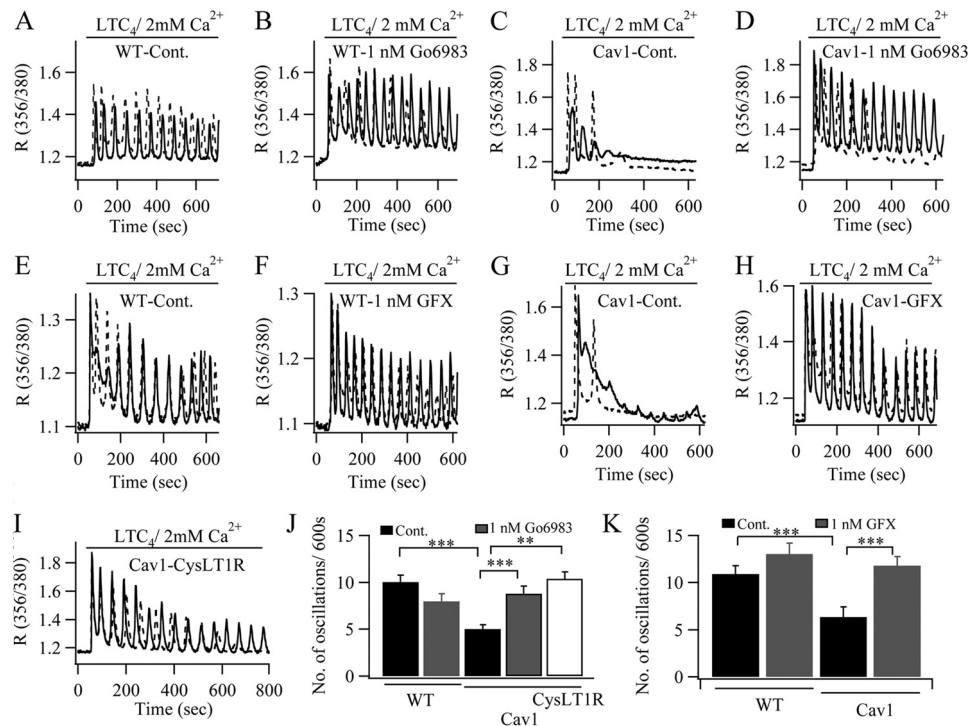 A
LTC4/ 2mM Ca2+
WT-Cont.
R (356/380)
1.6
1.4
1.2
0 200 400 600
Time (sec)
B
LTC4/ 2 mM Ca2+
WT-1 nM Go6983
R (356/380)
1.6
1.4
1.2
0 200 400 600
Time (sec)
C
LTC4/ 2 mM Ca2+
Cav1-Cont.
R (356/380)
1.8
1.6
1.4
1.2
0 200 400 600
Time (sec)
D
LTC4/ 2 mM Ca2+
Cav1-1 nM Go6983
R (356/380)
1.8
1.6
1.4
1.2
0 200 400 600
Time (sec)
E
LTC4/ 2mM Ca2+
WT-Cont.
R (356/380)
1.3
1.2
1.1
0 200 400 600
Time (sec)
F
LTC4/ 2mM Ca2+
WT-1 nM GFX
R (356/380)
1.3
1.2
1.1
0 200 400 600
Time (sec)
G
LTC4/ 2 mM Ca2+
Cav1-Cont.
R (356/380)
1.6
1.4
1.2
0 200 400 600
Time (sec)
H
LTC4/ 2 mM Ca2+
Cav1-GFX
R (356/380)
1.6
1.4
1.2
0 200 400 600
Time (sec)
I
LTC4/ 2mM Ca2+
Cav1-CysLT1R
R (356/380)
1.8
1.6
1.4
1.2
0 200 400 600 800
Time (sec)
J
Cont. 1 nM Go6983
*** **
***
No. of oscillations/ 600s
15
10
5
0
WT CysLT1R
Cav1
K
Cont. 1 nM GFX
*** ***
No. of oscillations/ 600s
15
10
5
0
WT Cav1